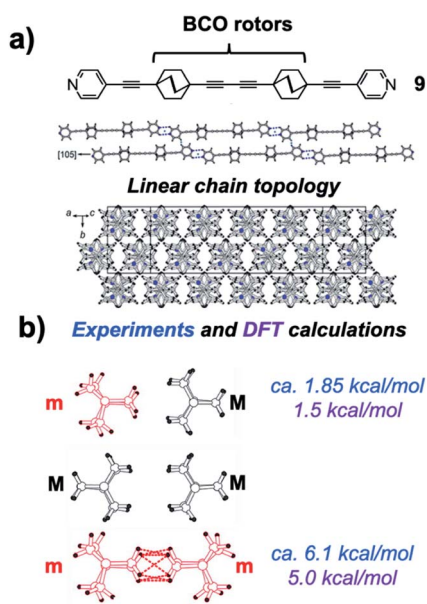 a)
BCO rotors
N
N
9
[105]
Linear chain topology
a
c
b
b)
Experiments and DFT calculations
m
M
ca. 1.85 kcal/mol
1.5 kcal/mol
M
M
m
m
ca. 6.1 kcal/mol
5.0 kcal/mol